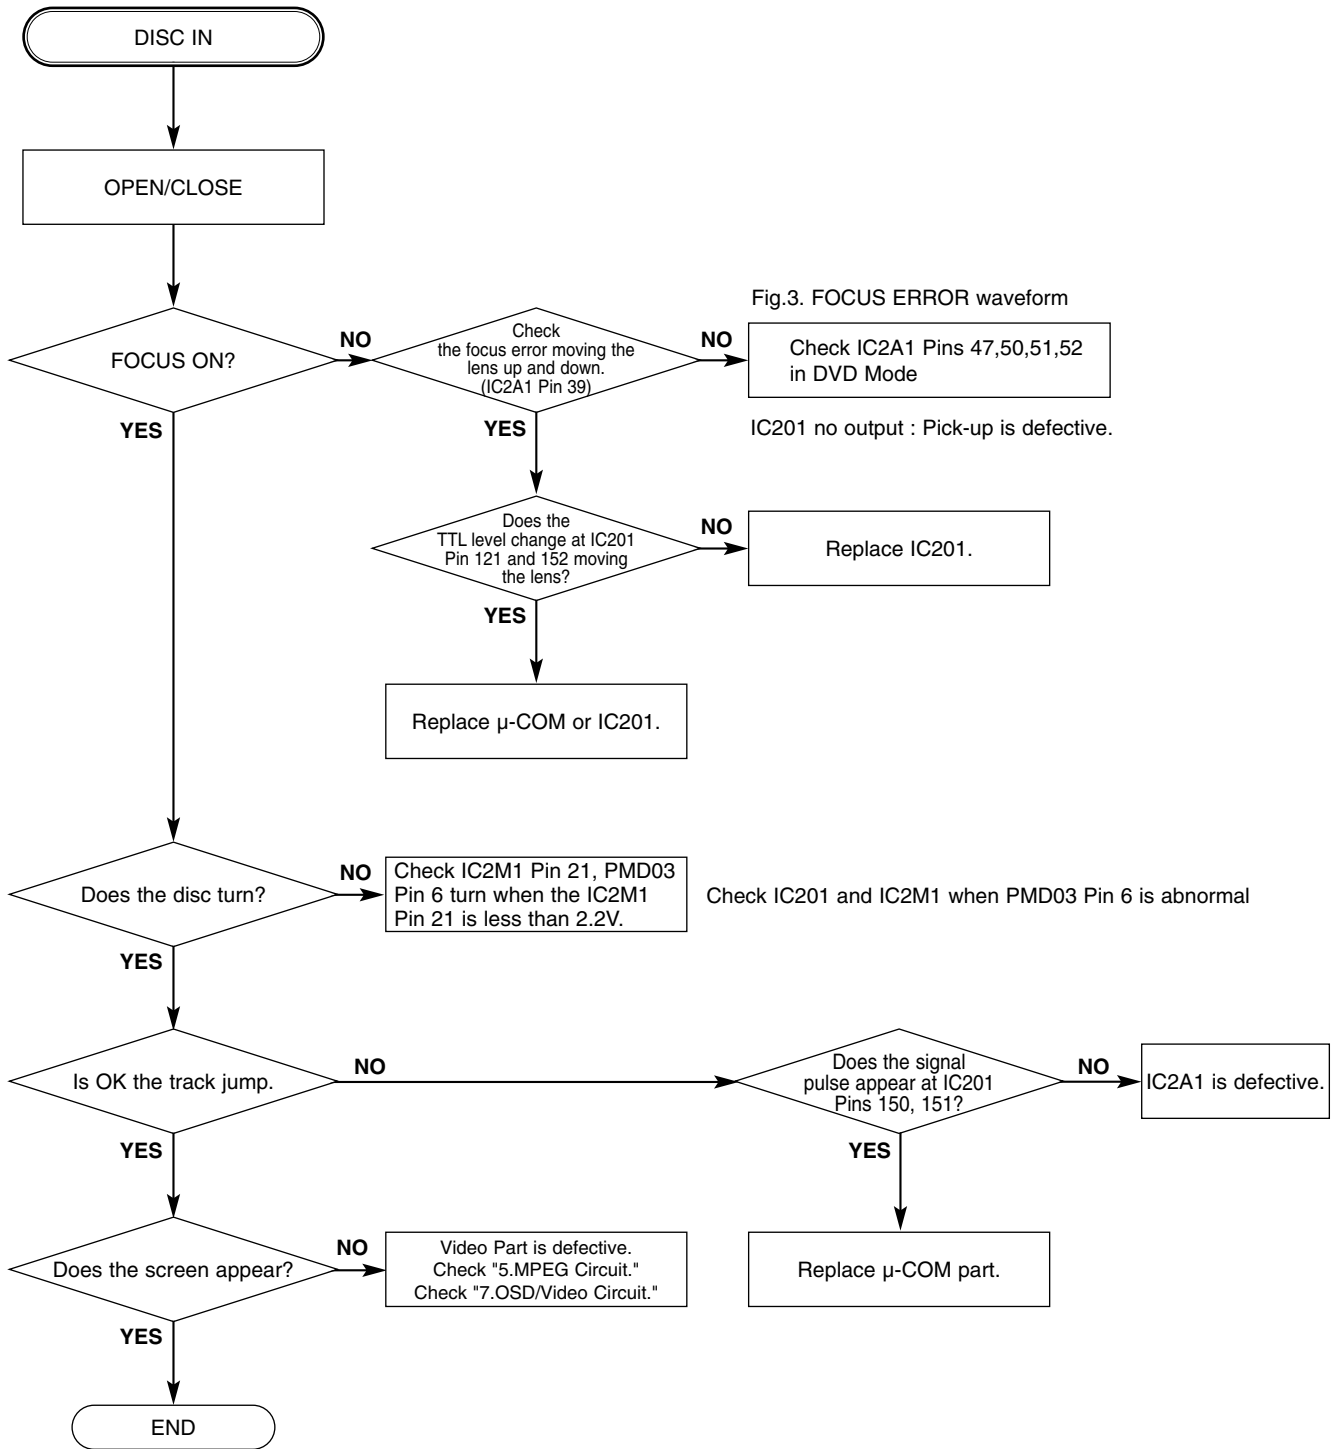 DISC IN
OPEN/CLOSE
FOCUS ON?
NO
YES
Check
the focus error moving the
lens up and down.
(IC2A1 Pin 39)
NO
YES
Fig.3. FOCUS ERROR waveform
Check IC2A1 Pins 47,50,51,52
in DVD Mode
IC201 no output : Pick-up is defective.
Does the
TTL level change at IC201
Pin 121 and 152 moving
the lens?
NO
YES
Replace IC201.
Replace µ-COM or IC201.
Does the disc turn?
NO
YES
Check IC2M1 Pin 21, PMD03
Pin 6 turn when the IC2M1
Pin 21 is less than 2.2V.
Check IC201 and IC2M1 when PMD03 Pin 6 is abnormal
Is OK the track jump.
NO
YES
Does the signal
pulse appear at IC201
Pins 150, 151?
NO
YES
IC2A1 is defective.
Replace µ-COM part.
Does the screen appear?
NO
YES
Video Part is defective.
Check "5.MPEG Circuit."
Check "7.OSD/Video Circuit."
END